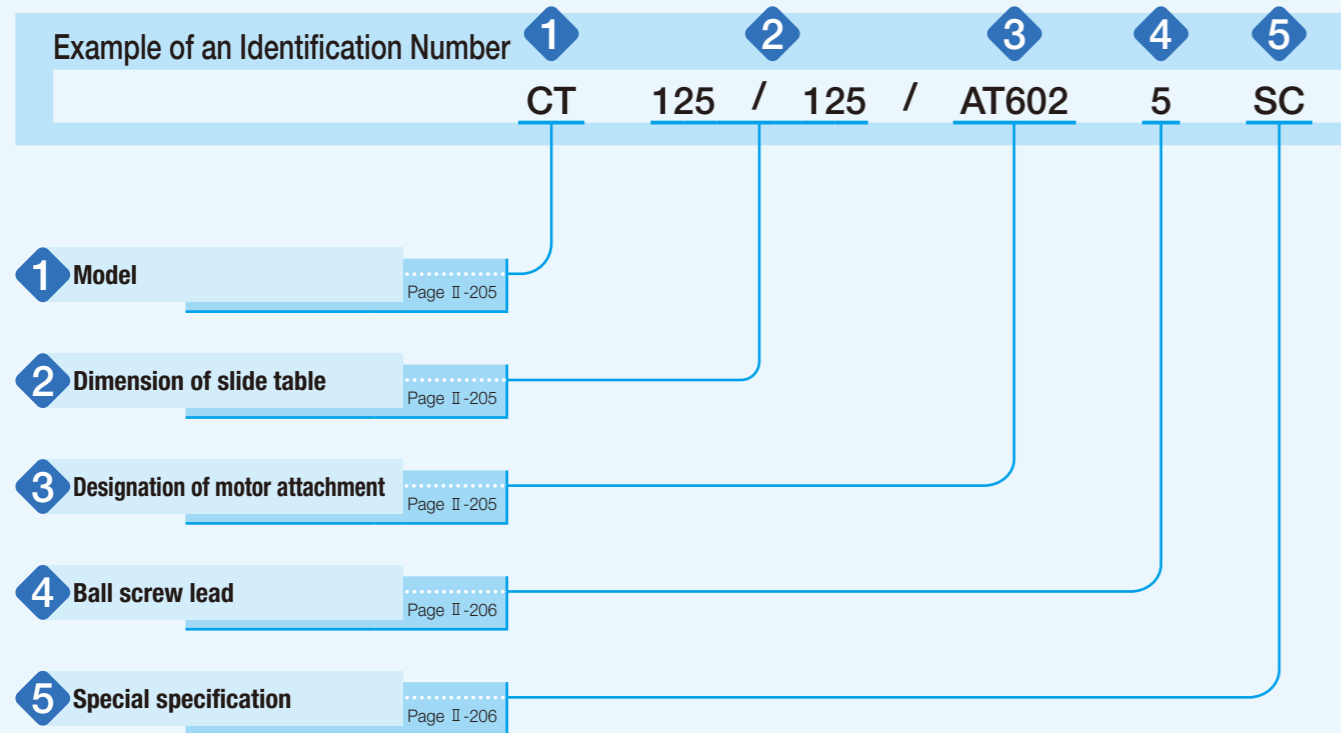 Example of an Identification Number 1 2 3 4 5
CT 125 / 125 / AT602 5 SC
1 Model
Page Ⅱ-205
2 Dimension of slide table
Page Ⅱ-205
3 Designation of motor attachment
Page Ⅱ-205
4 Ball screw lead
Page Ⅱ-206
5 Special specification
Page Ⅱ-206